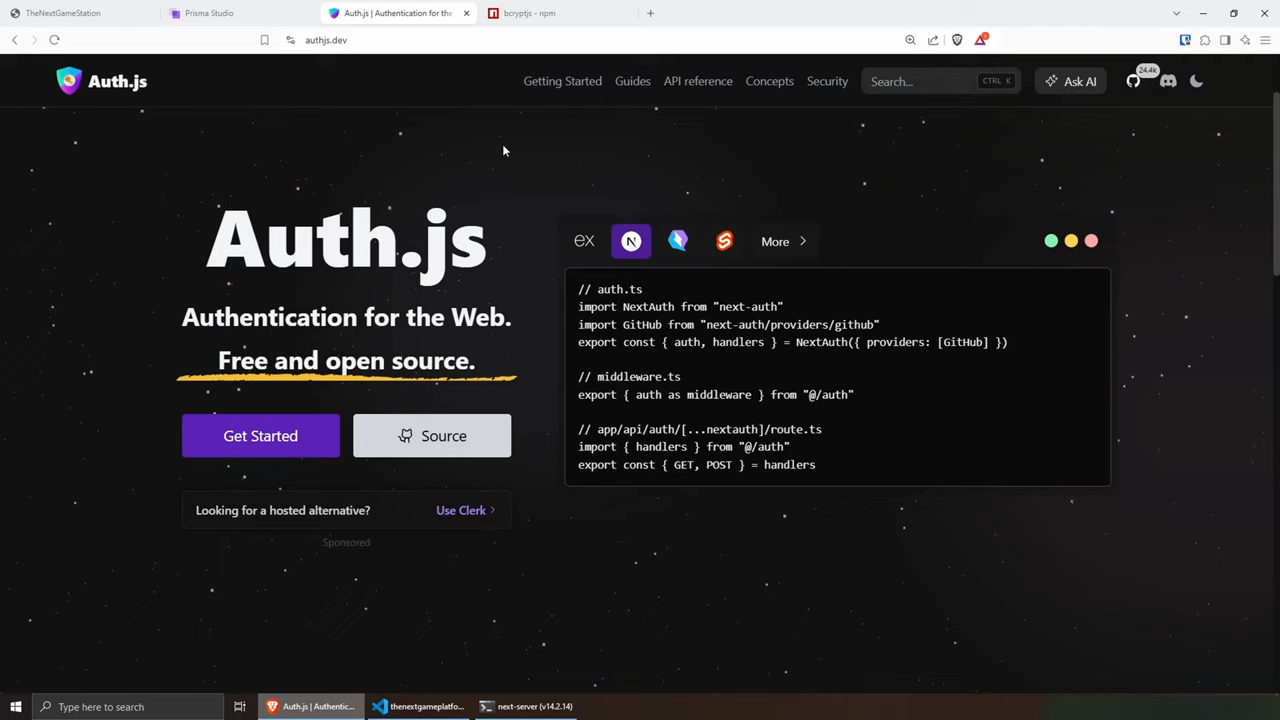 TheNextGameStation
Prisma Studio
Auth.js | Authentication for the
bcryptjs - npm
authjs.dev
Auth.js
Getting Started
Guides
API reference
Concepts
Security
Search...
CTRL K
Ask AI
24.4k
Auth.js
Authentication for the Web.
Free and open source.
Get Started
Source
Looking for a hosted alternative?
Use Clerk
Sponsored
ex
N
More
// auth.ts
import NextAuth from "next-auth"
import GitHub from "next-auth/providers/github"
export const { auth, handlers } = NextAuth({ providers: [GitHub] })
// middleware.ts
export { auth as middleware } from "@/auth"
// app/api/auth/[...nextauth]/route.ts
import { handlers } from "@/auth"
export const { GET, POST } = handlers
Type here to search
Auth.js | Authentic...
thenextgameplatfo...
next-server (v14.2.14)